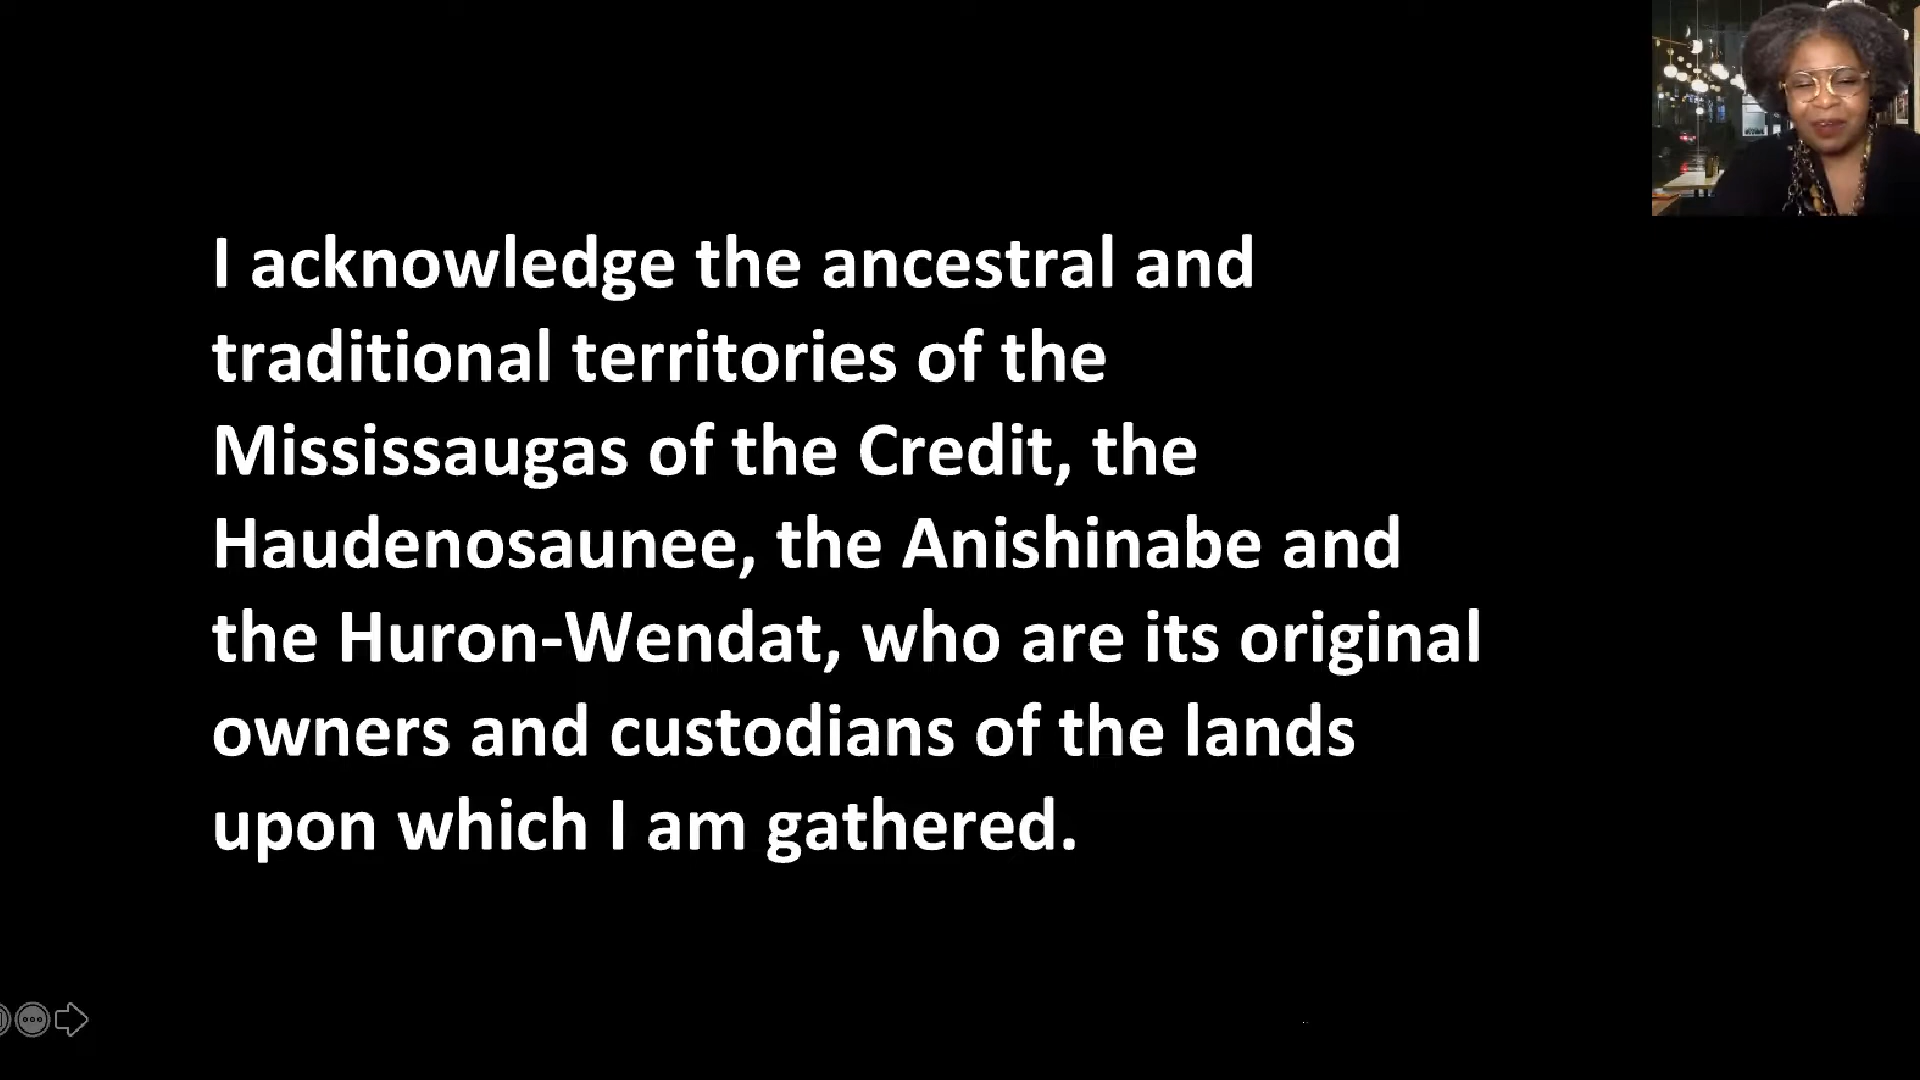 I acknowledge the ancestral and
traditional territories of the
Mississaugas of the Credit, the
Haudenosaunee, the Anishinabe and
the Huron-Wendat, who are its original
owners and custodians of the lands
upon which I am gathered.